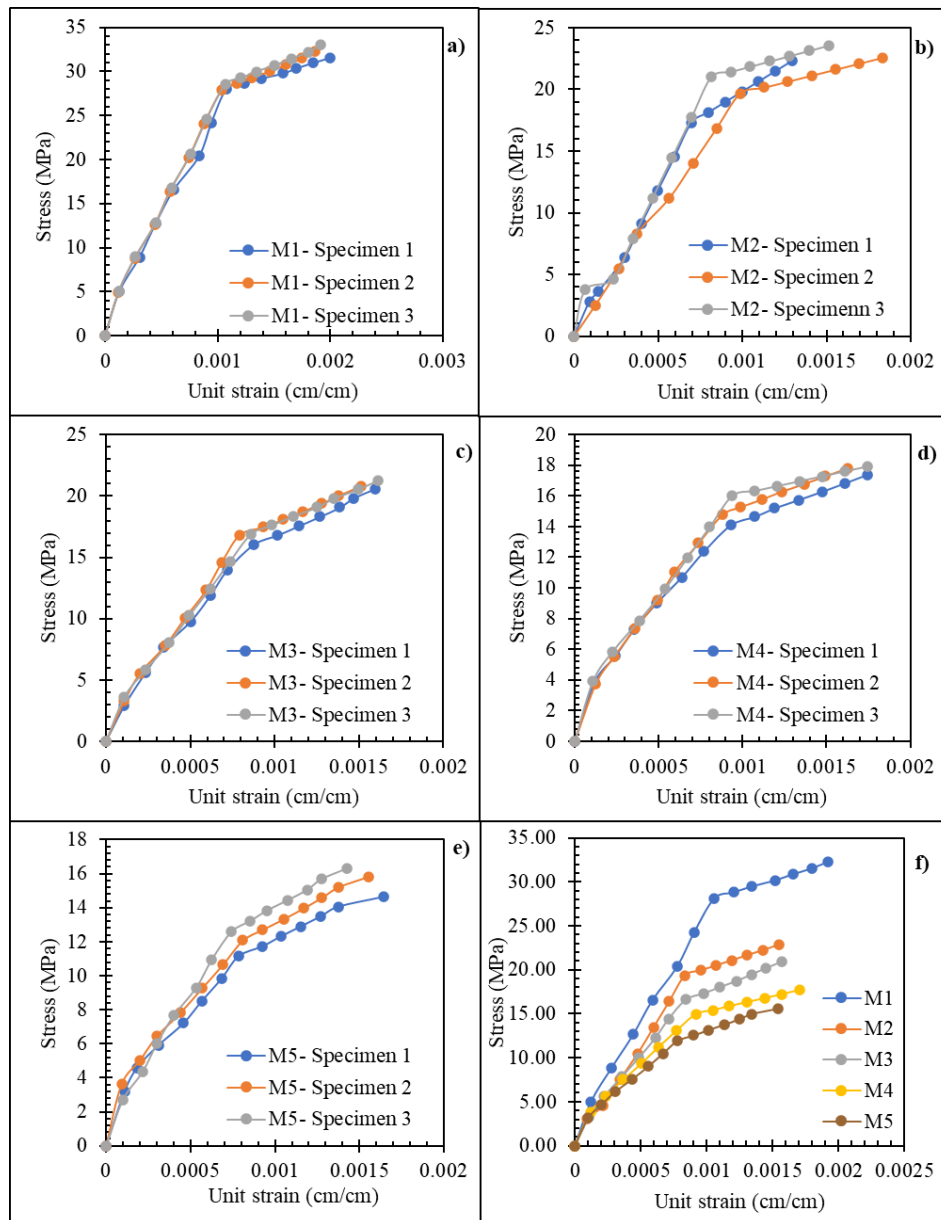 a)
Stress (MPa)
35
30
25
20
15
10
5
0
M1- Specimen 1
M1- Specimen 2
M1- Specimen 3
0 0.001 0.002 0.003
Unit strain (cm/cm)
b)
Stress (MPa)
25
20
15
10
5
0
M2- Specimen 1
M2- Specimen 2
M2- Specimenn 3
0 0.0005 0.001 0.0015 0.002
Unit strain (cm/cm)
c)
Stress (MPa)
25
20
15
10
5
0
M3- Specimen 1
M3- Specimen 2
M3- Specimen 3
0 0.0005 0.001 0.0015 0.002
Unit strain (cm/cm)
d)
Stress (MPa)
20
18
16
14
12
10
8
6
4
2
0
M4- Specimen 1
M4- Specimen 2
M4- Specimen 3
0 0.0005 0.001 0.0015 0.002
Unit strain (cm/cm)
e)
Stress (MPa)
18
16
14
12
10
8
6
4
2
0
M5- Specimen 1
M5- Specimen 2
M5- Specimen 3
0 0.0005 0.001 0.0015 0.002
Unit strain (cm/cm)
f)
Stress (MPa)
35.00
30.00
25.00
20.00
15.00
10.00
5.00
0.00
M1
M2
M3
M4
M5
0 0.0005 0.001 0.0015 0.002 0.0025
Unit strain (cm/cm)